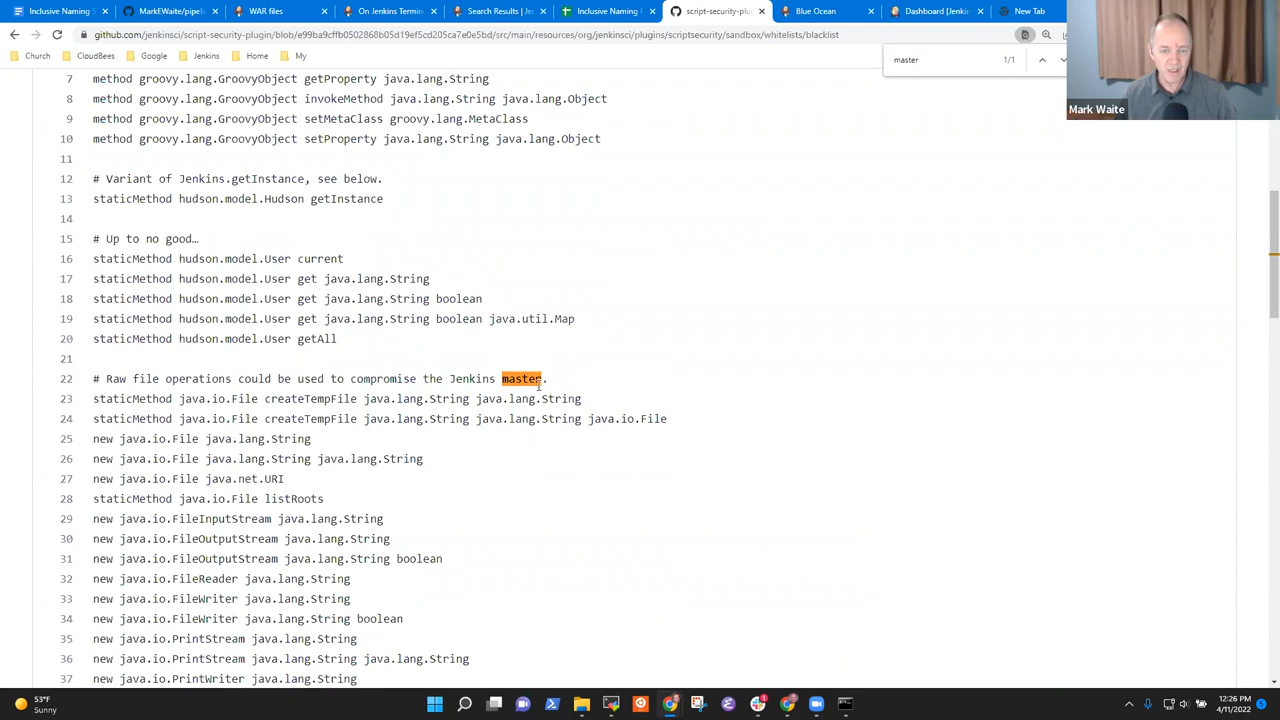 Inclusive Naming S
MarkEWaite/pipeli
WAR files
On Jenkins Termin
Search Results | Je
Inclusive Naming
script-security-plu
Blue Ocean
Dashboard [Jenkin
New Tab
github.com/jenkinsci/script-security-plugin/blob/e99ba9cffb0502868b05d19ef5cd205ca7e0e5bd/src/main/resources/org/jenkinsci/plugins/scriptsecurity/sandbox/whitelists/blacklist
Church
CloudBees
Google
Jenkins
Home
My
master 1/1
Mark Waite
7 method groovy.lang.GroovyObject getProperty java.lang.String
8 method groovy.lang.GroovyObject invokeMethod java.lang.String java.lang.Object
9 method groovy.lang.GroovyObject setMetaClass groovy.lang.MetaClass
10 method groovy.lang.GroovyObject setProperty java.lang.String java.lang.Object
11
12 # Variant of Jenkins.getInstance, see below.
13 staticMethod hudson.model.Hudson getInstance
14
15 # Up to no good…
16 staticMethod hudson.model.User current
17 staticMethod hudson.model.User get java.lang.String
18 staticMethod hudson.model.User get java.lang.String boolean
19 staticMethod hudson.model.User get java.lang.String boolean java.util.Map
20 staticMethod hudson.model.User getAll
21
22 # Raw file operations could be used to compromise the Jenkins master.
23 staticMethod java.io.File createTempFile java.lang.String java.lang.String
24 staticMethod java.io.File createTempFile java.lang.String java.lang.String java.io.File
25 new java.io.File java.lang.String
26 new java.io.File java.lang.String java.lang.String
27 new java.io.File java.net.URI
28 staticMethod java.io.File listRoots
29 new java.io.FileInputStream java.lang.String
30 new java.io.FileOutputStream java.lang.String
31 new java.io.FileOutputStream java.lang.String boolean
32 new java.io.FileReader java.lang.String
33 new java.io.FileWriter java.lang.String
34 new java.io.FileWriter java.lang.String boolean
35 new java.io.PrintStream java.lang.String
36 new java.io.PrintStream java.lang.String java.lang.String
37 new java.io.PrintWriter java.lang.String
53°F
Sunny
12:26 PM
4/11/2022